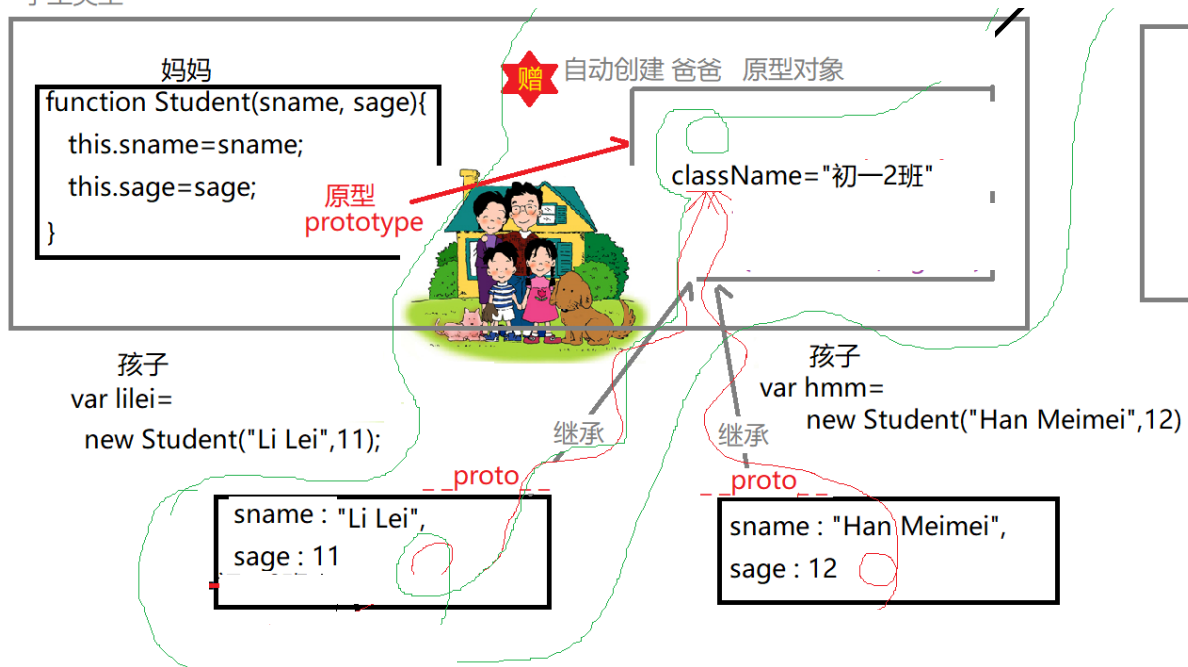 妈妈
赠
自动创建 爸爸 原型对象
function Student(sname, sage){
this.sname=sname;
this.sage=sage;
}
原型
prototype
className="初一2班"
孩子
var lilei=
new Student("Li Lei",11);
孩子
var hmm=
new Student("Han Meimei",12)
继承
继承
__proto__
__proto__
sname : "Li Lei",
sage : 11
sname : "Han Meimei",
sage : 12